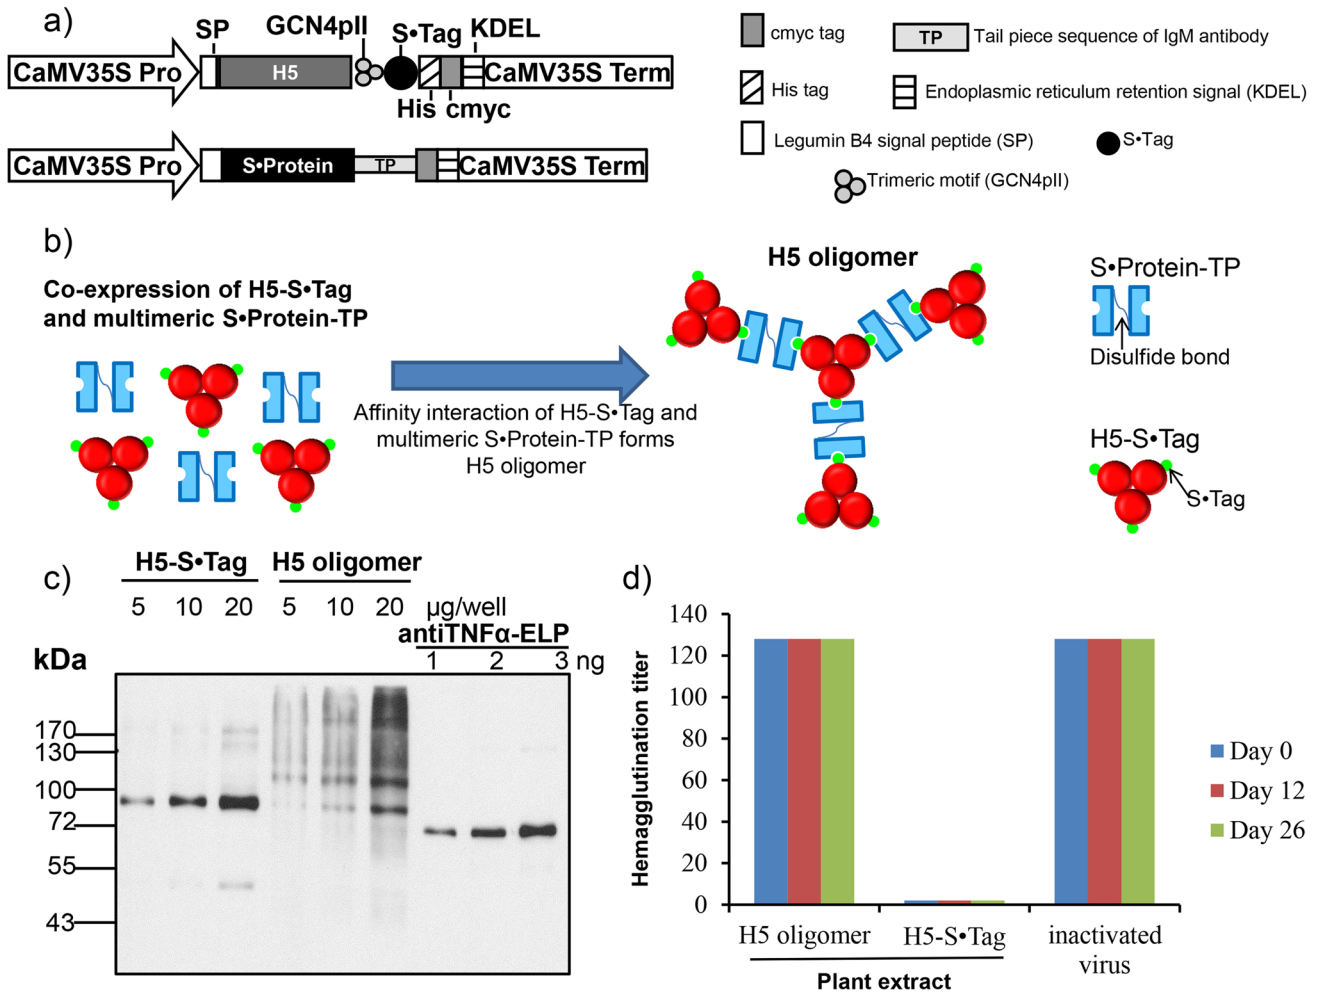 a)
SP
GCN4pII
S•Tag
KDEL
CaMV35S Pro
H5
CaMV35S Term
His
cmyc
CaMV35S Pro
S•Protein
TP
CaMV35S Term
cmyc tag
TP
Tail piece sequence of IgM antibody
His tag
Endoplasmic reticulum retention signal (KDEL)
Legumin B4 signal peptide (SP)
S•Tag
Trimeric motif (GCN4pII)
b)
Co-expression of H5-S•Tag
and multimeric S•Protein-TP
Affinity interaction of H5-S•Tag and
multimeric S•Protein-TP forms
H5 oligomer
H5 oligomer
S•Protein-TP
Disulfide bond
H5-S•Tag
S•Tag
c)
H5-S•Tag
H5 oligomer
5 10 20 5 10 20 µg/well
antiTNFα-ELP
kDa
1 2 3 ng
170
130
100
72
55
43
d)
Hemagglutination titer
140
120
100
80
60
40
20
0
H5 oligomer
H5-S•Tag
inactivated
virus
Plant extract
Day 0
Day 12
Day 26